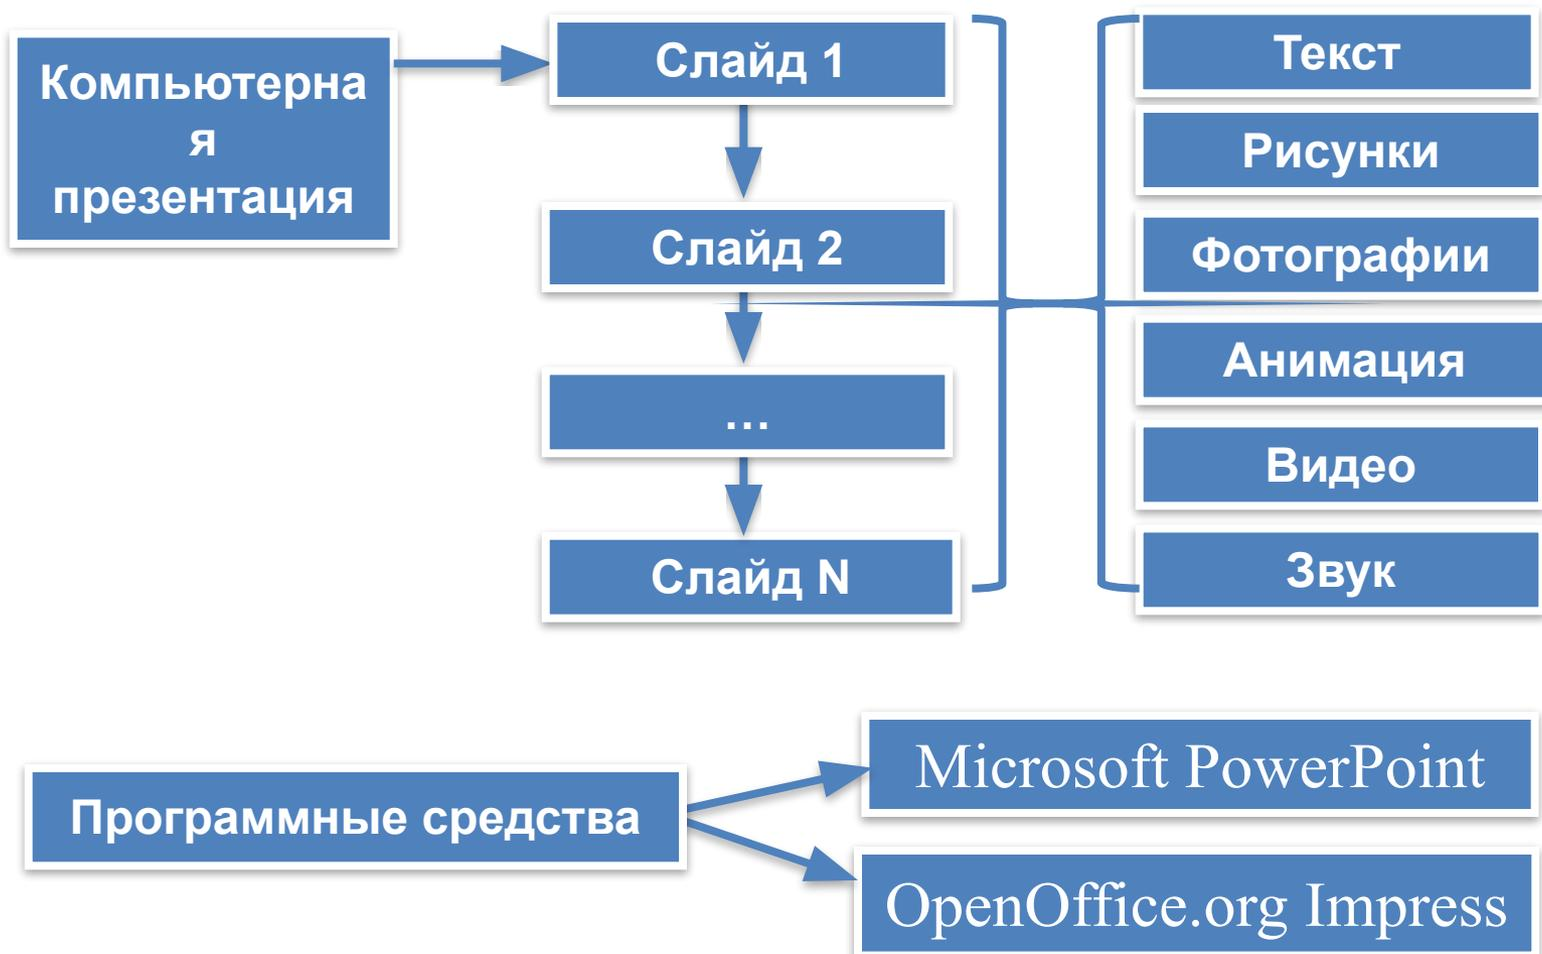 Компьютерна
я
презентация
Слайд 1
Слайд 2
...
Слайд N
Текст
Рисунки
Фотографии
Анимация
Видео
Звук
Программные средства
Microsoft PowerPoint
OpenOffice.org Impress